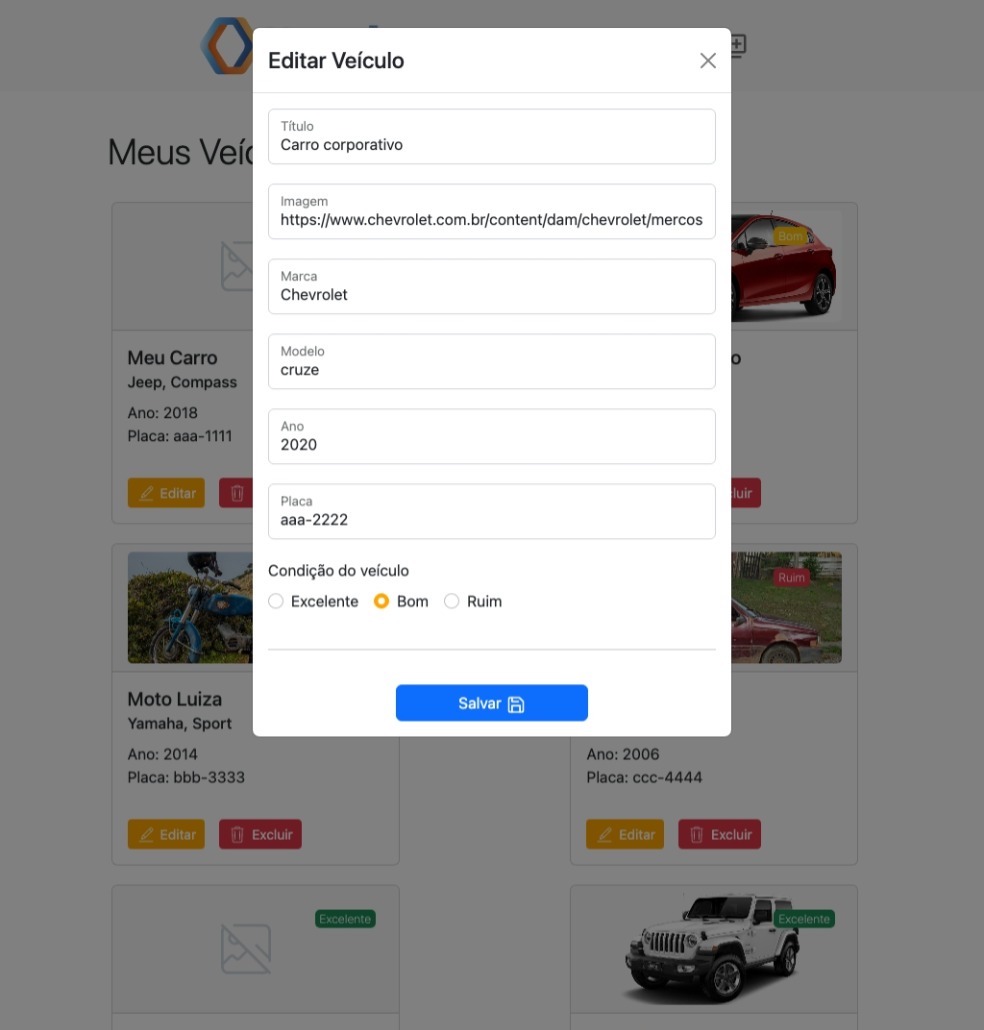 Editar Veículo
Título
Carro corporativo
Imagem
https://www.chevrolet.com.br/content/dam/chevrolet/mercos
Marca
Chevrolet
Modelo
cruze
Ano
2020
Placa
aaa-2222
Condição do veículo
Excelente Bom Ruim
Salvar
Meus
Bom
Meu Carro
Jeep, Compass
Ano: 2018
Placa: aaa-1111
Editar
Ruim
Moto Luiza
Yamaha, Sport
Ano: 2014
Placa: bbb-3333
Editar Excluir
Ano: 2006
Placa: ccc-4444
Editar Excluir
Excelente
Excelente